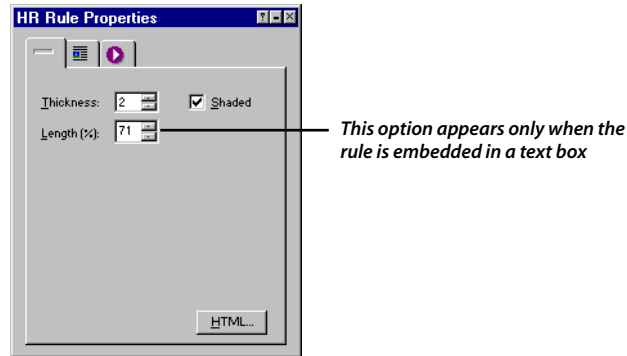 HR Rule Properties
Thickness: 2 Shaded
Length (%): 71
This option appears only when the
rule is embedded in a text box
HTML...